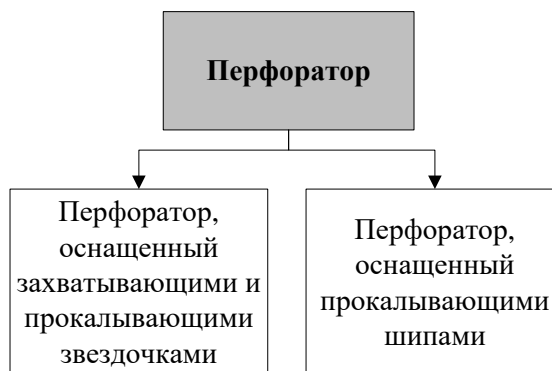 Перфоратор
Перфоратор,
оснащенный
захватывающими и
прокалывающими
звездочками
Перфоратор,
оснащенный
прокалывающими
шипами